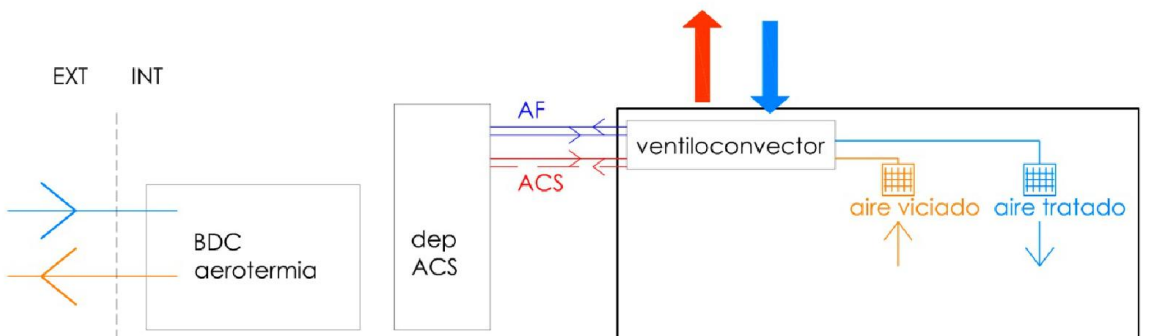 EXT INT
AF
ventiloconvector
ACS
aire viciado aire tratado
BDC
aerotermia
dep
ACS